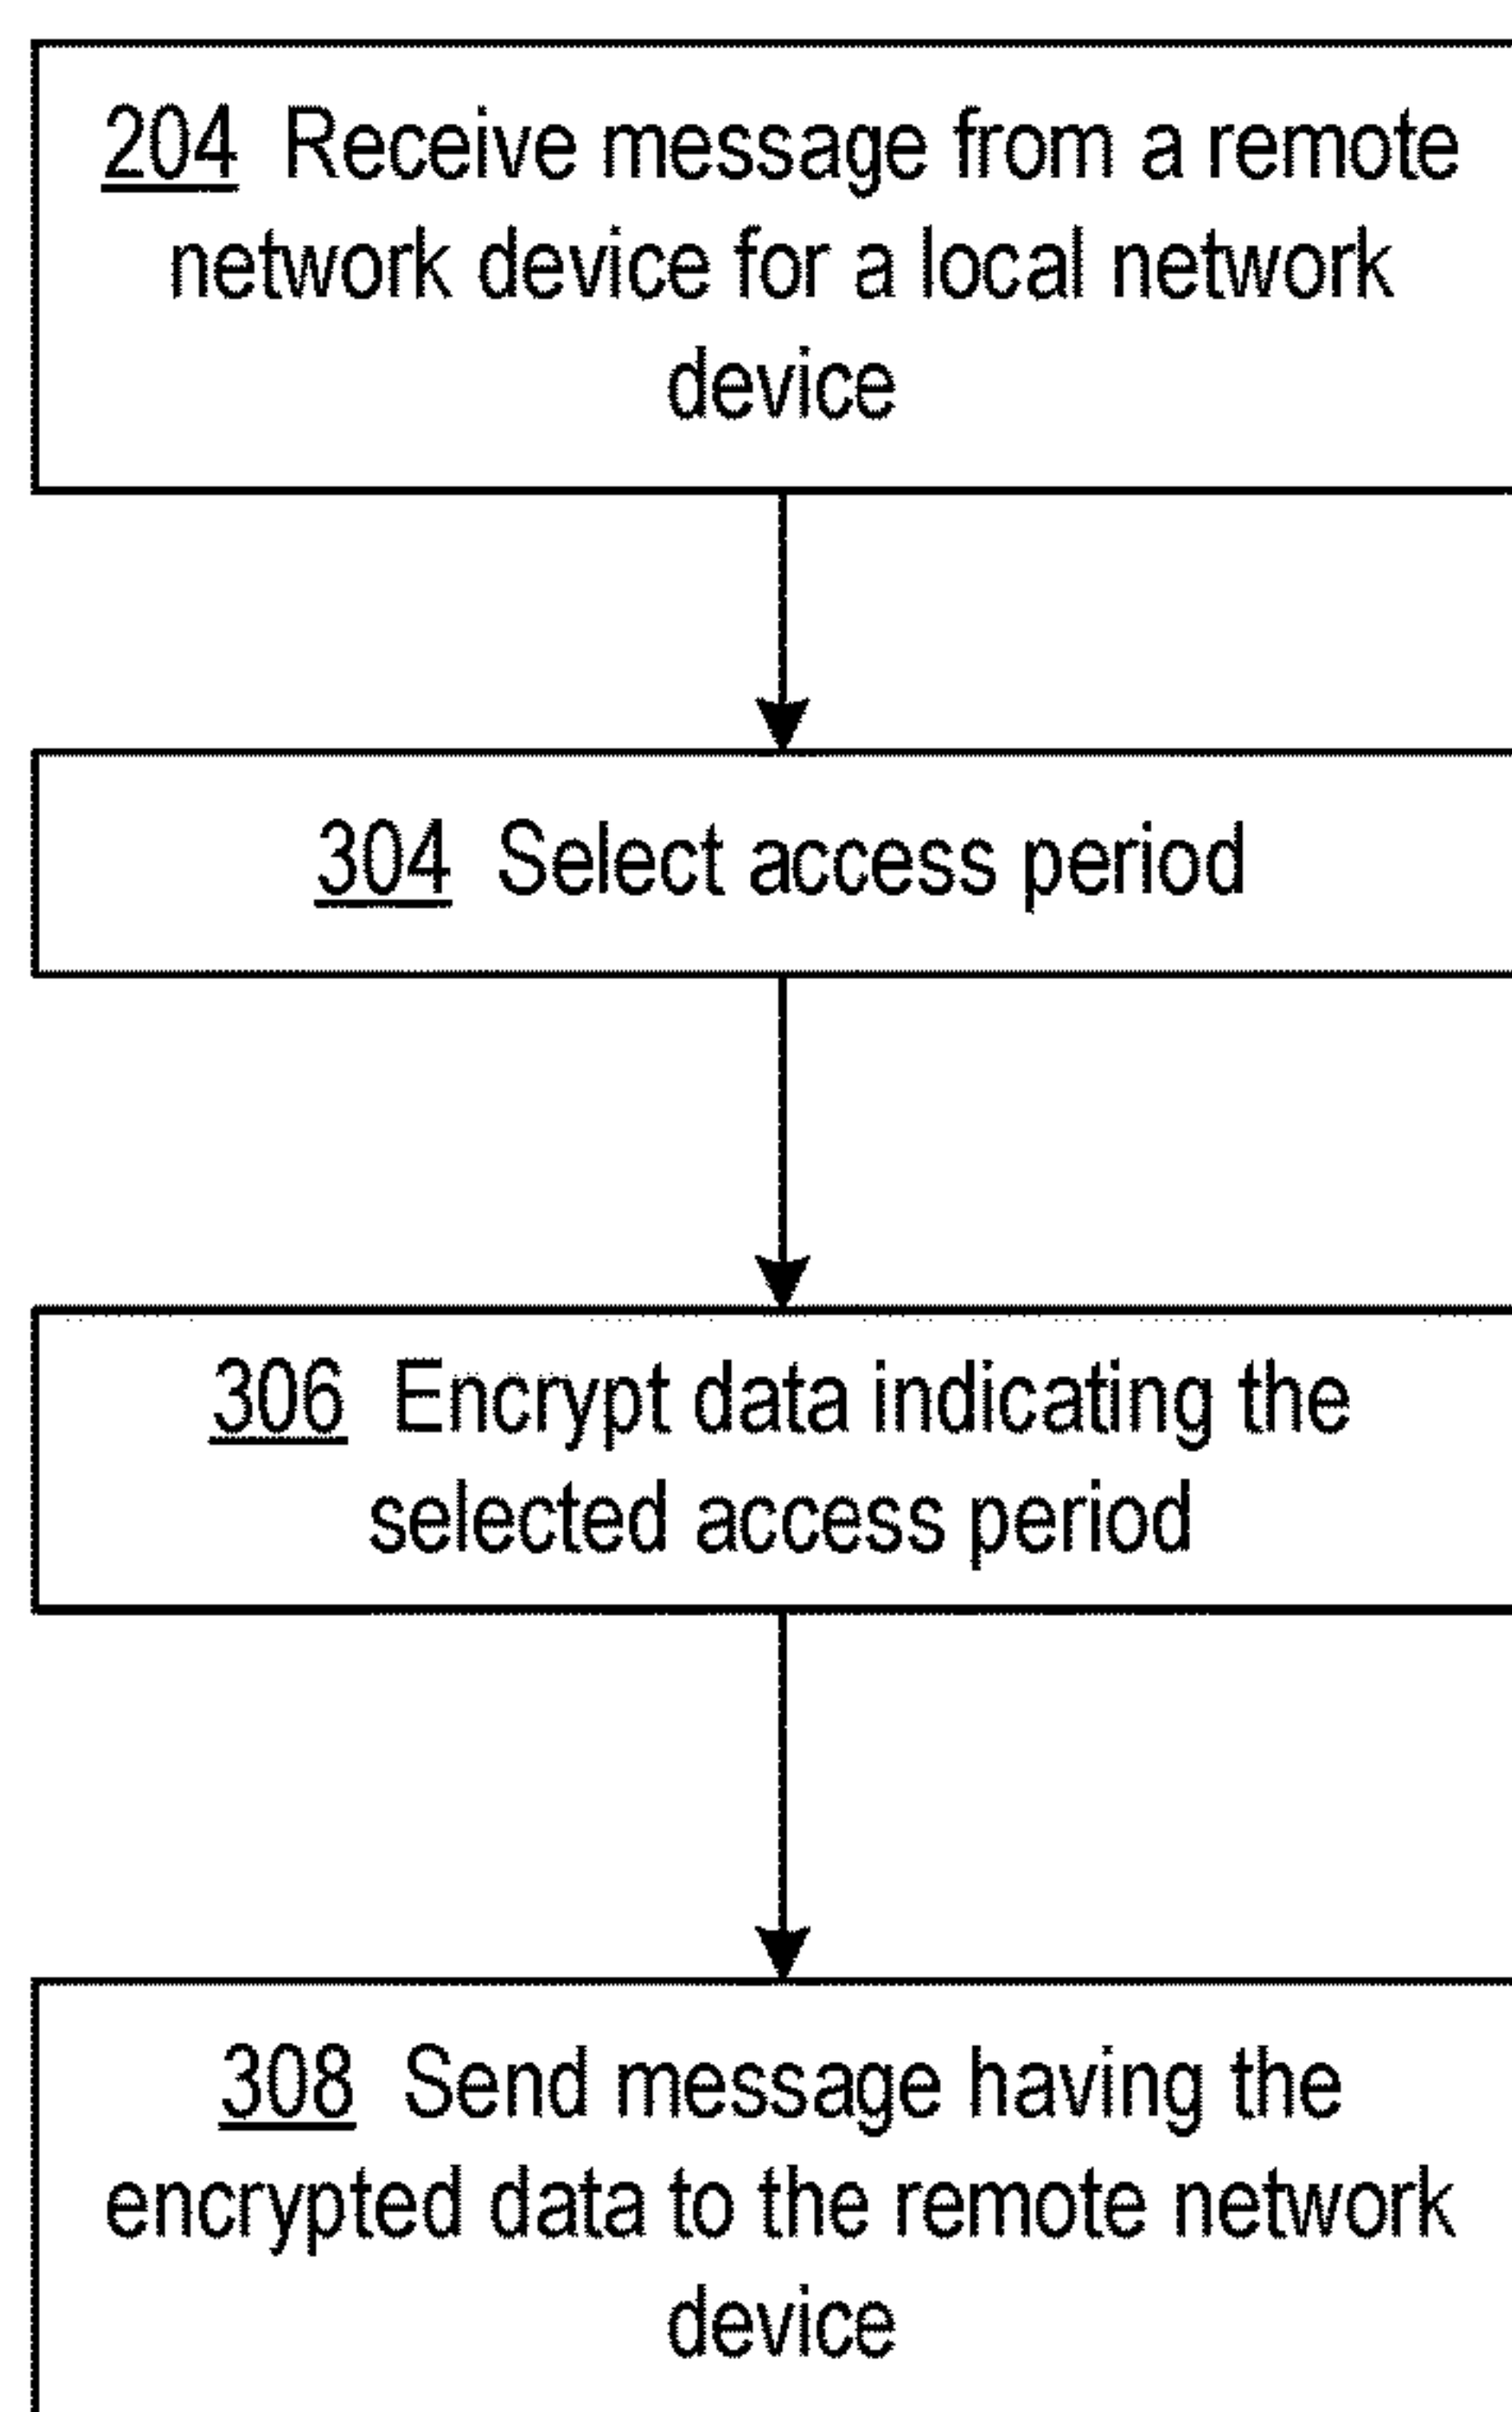 204 Receive message from a remote
network device for a local network
device
304 Select access period
306 Encrypt data indicating the
selected access period
308 Send message having the
encrypted data to the remote network
device